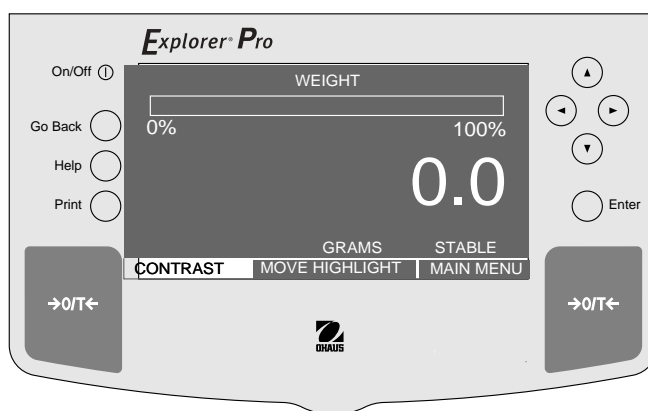 Explorer® Pro
On/Off
WEIGHT
Go Back
0% 100%
Help
0.0
Print
Enter
GRAMS STABLE
CONTRAST MOVE HIGHLIGHT MAIN MENU
→0/T← →0/T←
OHAUS